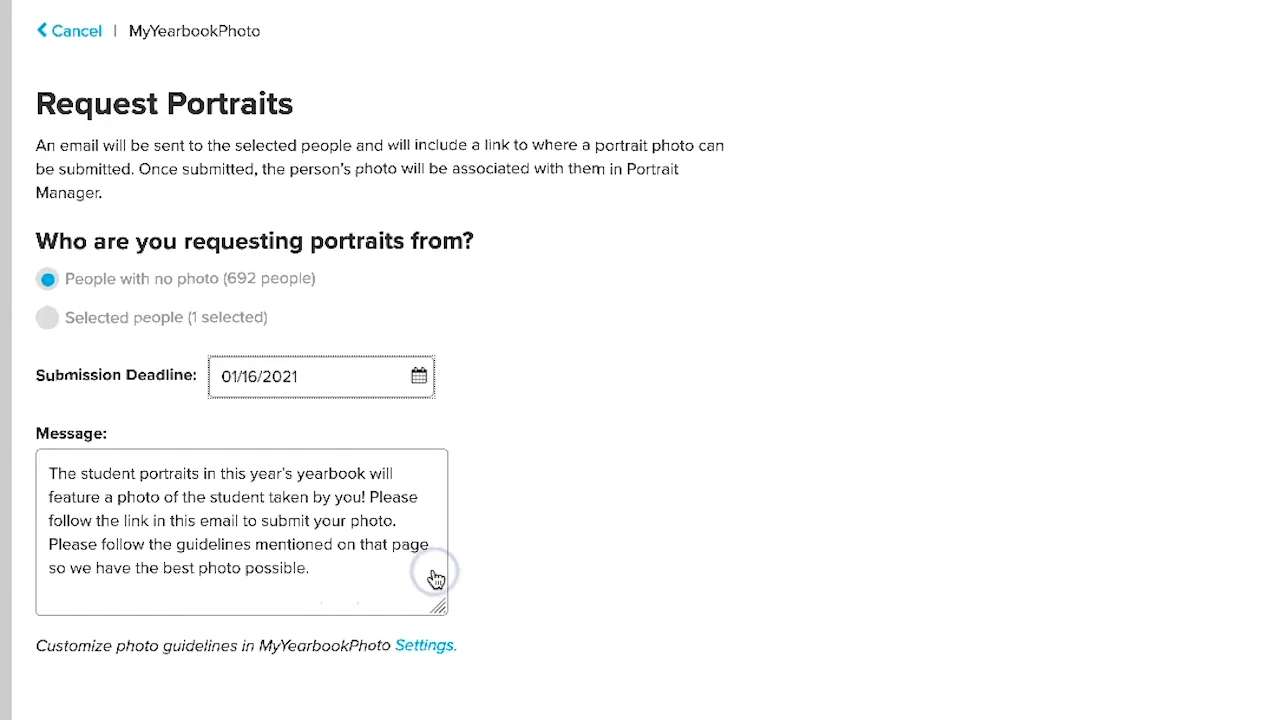 Cancel | MyYearbookPhoto
Request Portraits
An email will be sent to the selected people and will include a link to where a portrait photo can
be submitted. Once submitted, the person's photo will be associated with them in Portrait
Manager.
Who are you requesting portraits from?
People with no photo (692 people)
Selected people (1 selected)
Submission Deadline: 01/16/2021
Message:
The student portraits in this year's yearbook will
feature a photo of the student taken by you! Please
follow the link in this email to submit your photo.
Please follow the guidelines mentioned on that page
so we have the best photo possible.
Customize photo guidelines in MyYearbookPhoto Settings.